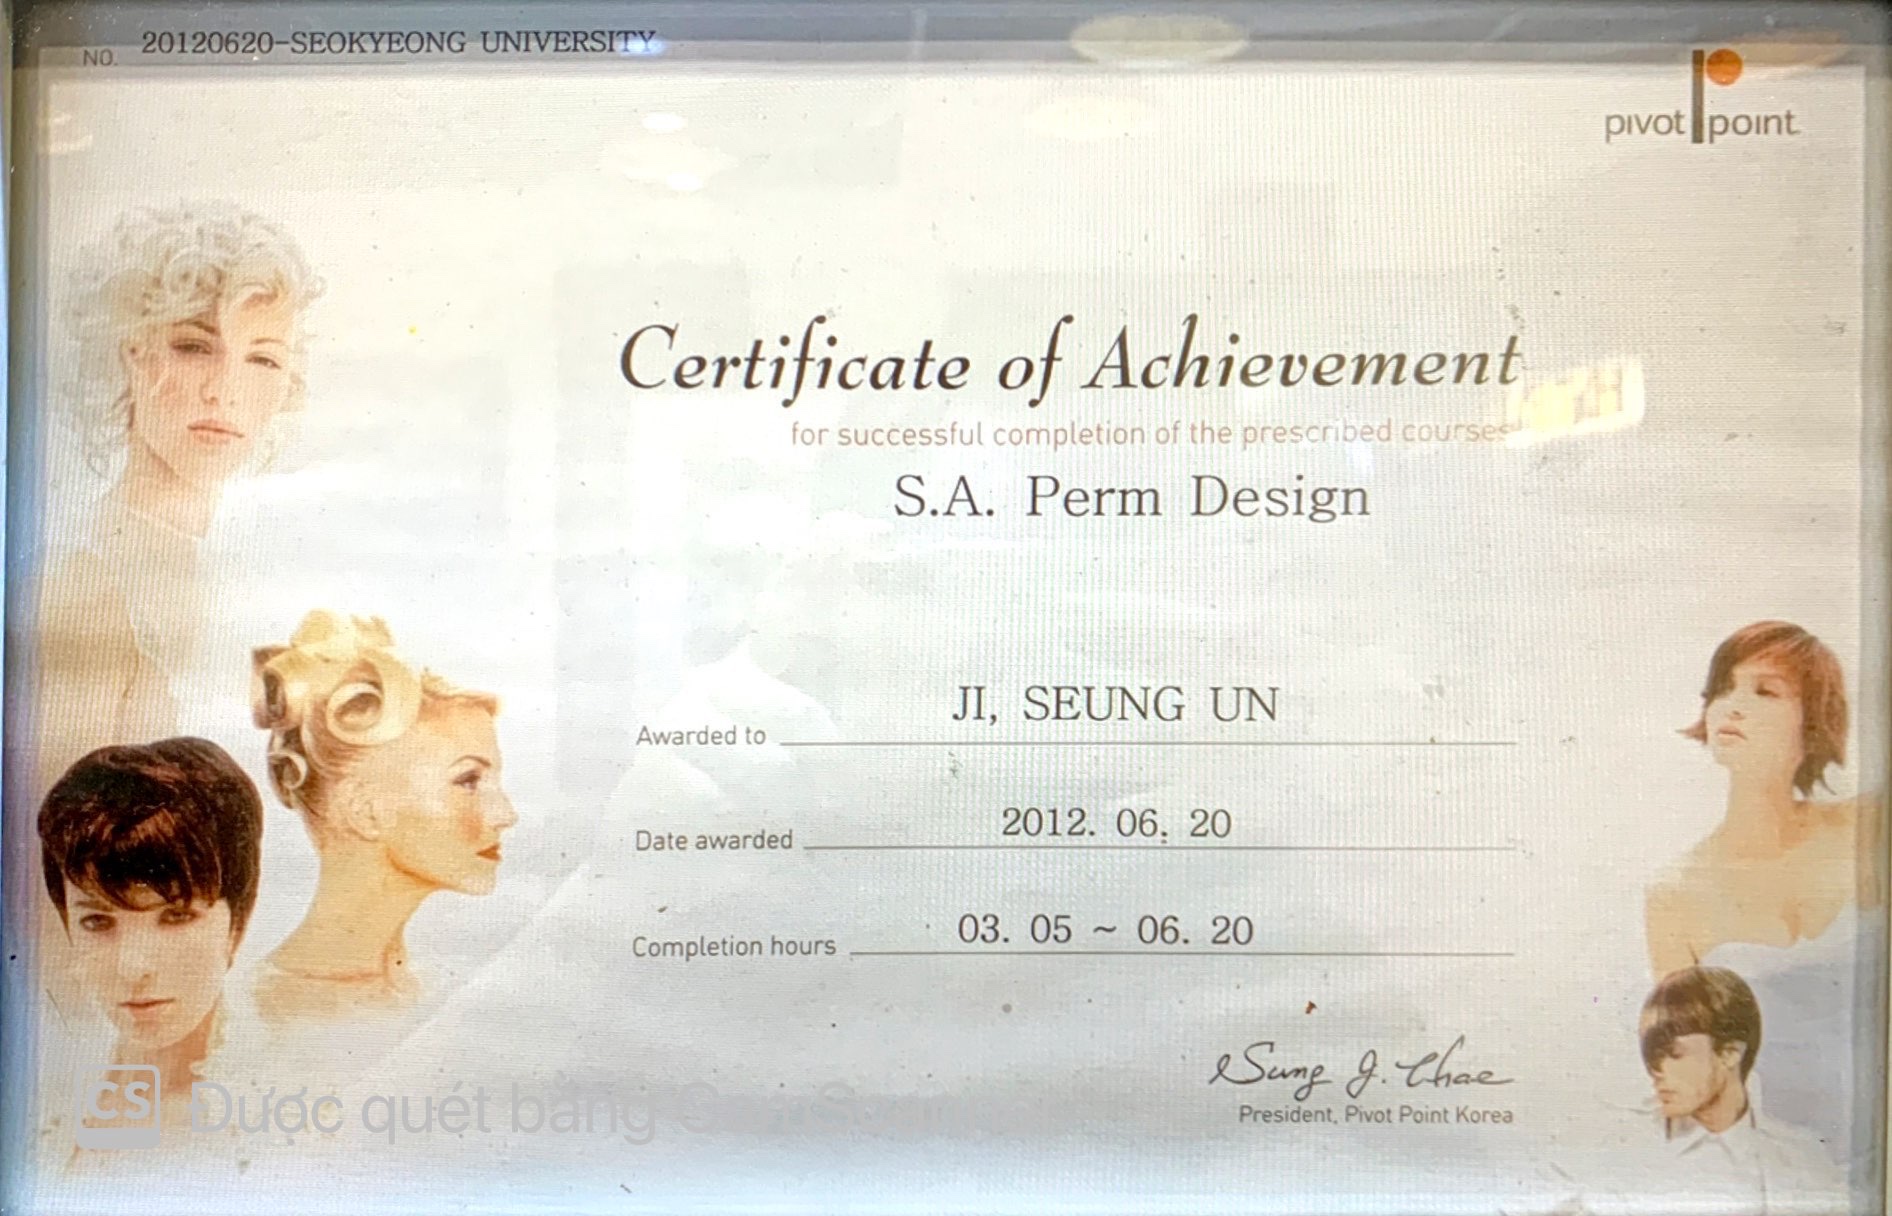 NO. 20120620-SEOKYEONG UNIVERSITY
pivot point
Certificate of Achievement
for successful completion of the prescribed courses
S.A. Perm Design
Awarded to JI, SEUNG UN
Date awarded 2012. 06. 20
Completion hours 03. 05 ~ 06. 20
Sung J. Chae
President, Pivot Point Korea
CS Được quét bằng